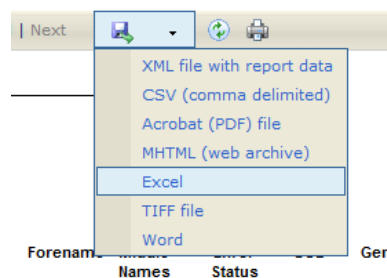 | Next
XML file with report data
CSV (comma delimited)
Acrobat (PDF) file
MHTML (web archive)
Excel
TIFF file
Word
Forename
Names Status